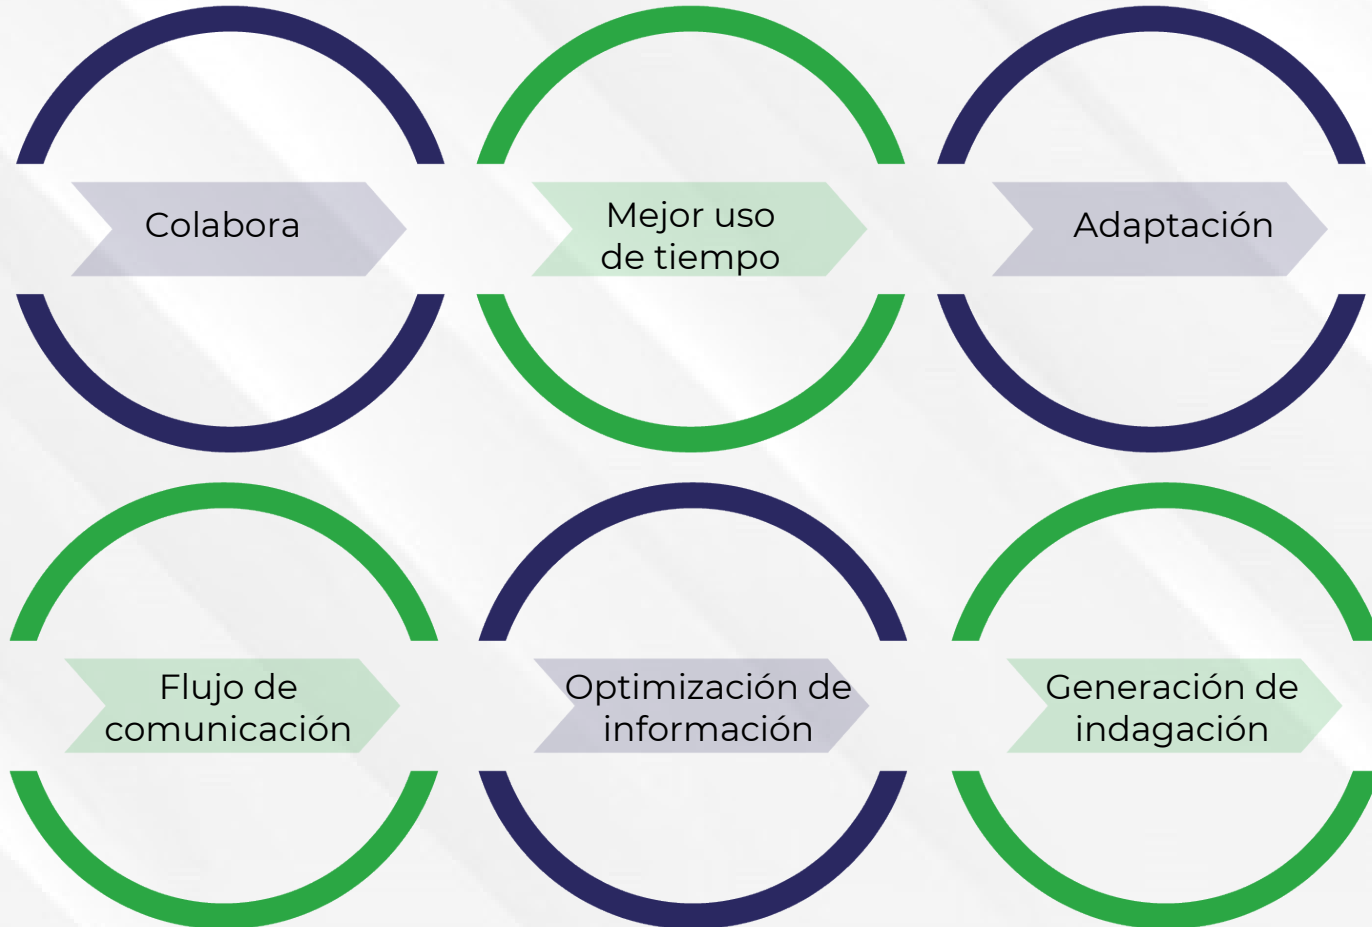 Colabora
Mejor uso
de tiempo
Adaptación
Flujo de
comunicación
Optimización de
información
Generación de
indagación